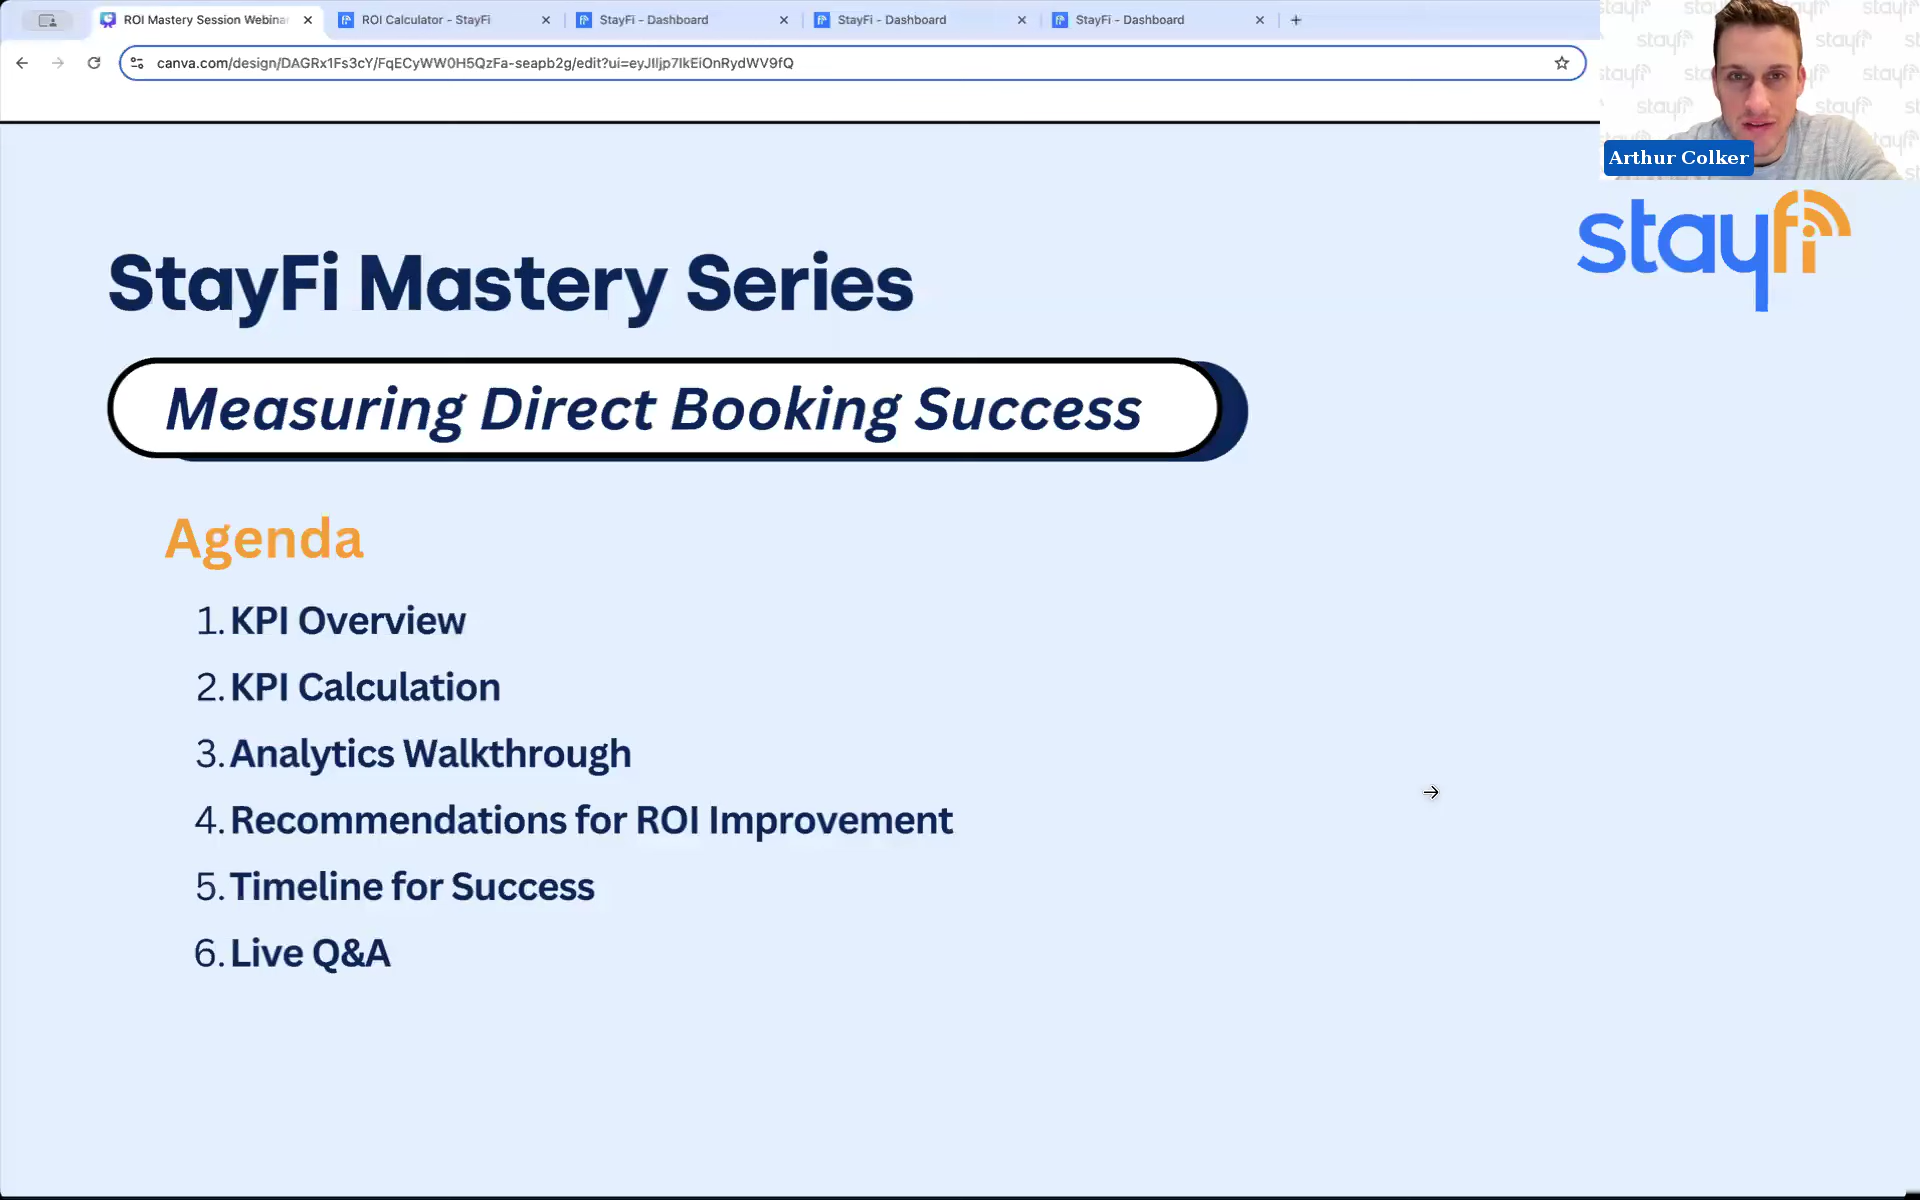 ROI Mastery Session Webinar
ROI Calculator - StayFi
StayFi - Dashboard
StayFi - Dashboard
StayFi - Dashboard
canva.com/design/DAGRx1Fs3cY/FqECyWW0H5QzFa-seapb2g/edit?ui=eyJIIjp7IkEiOnRydWV9fQ
Arthur Colker
stayfi
StayFi Mastery Series
Measuring Direct Booking Success
Agenda
1. KPI Overview
2. KPI Calculation
3. Analytics Walkthrough
4. Recommendations for ROI Improvement
5. Timeline for Success
6. Live Q&A